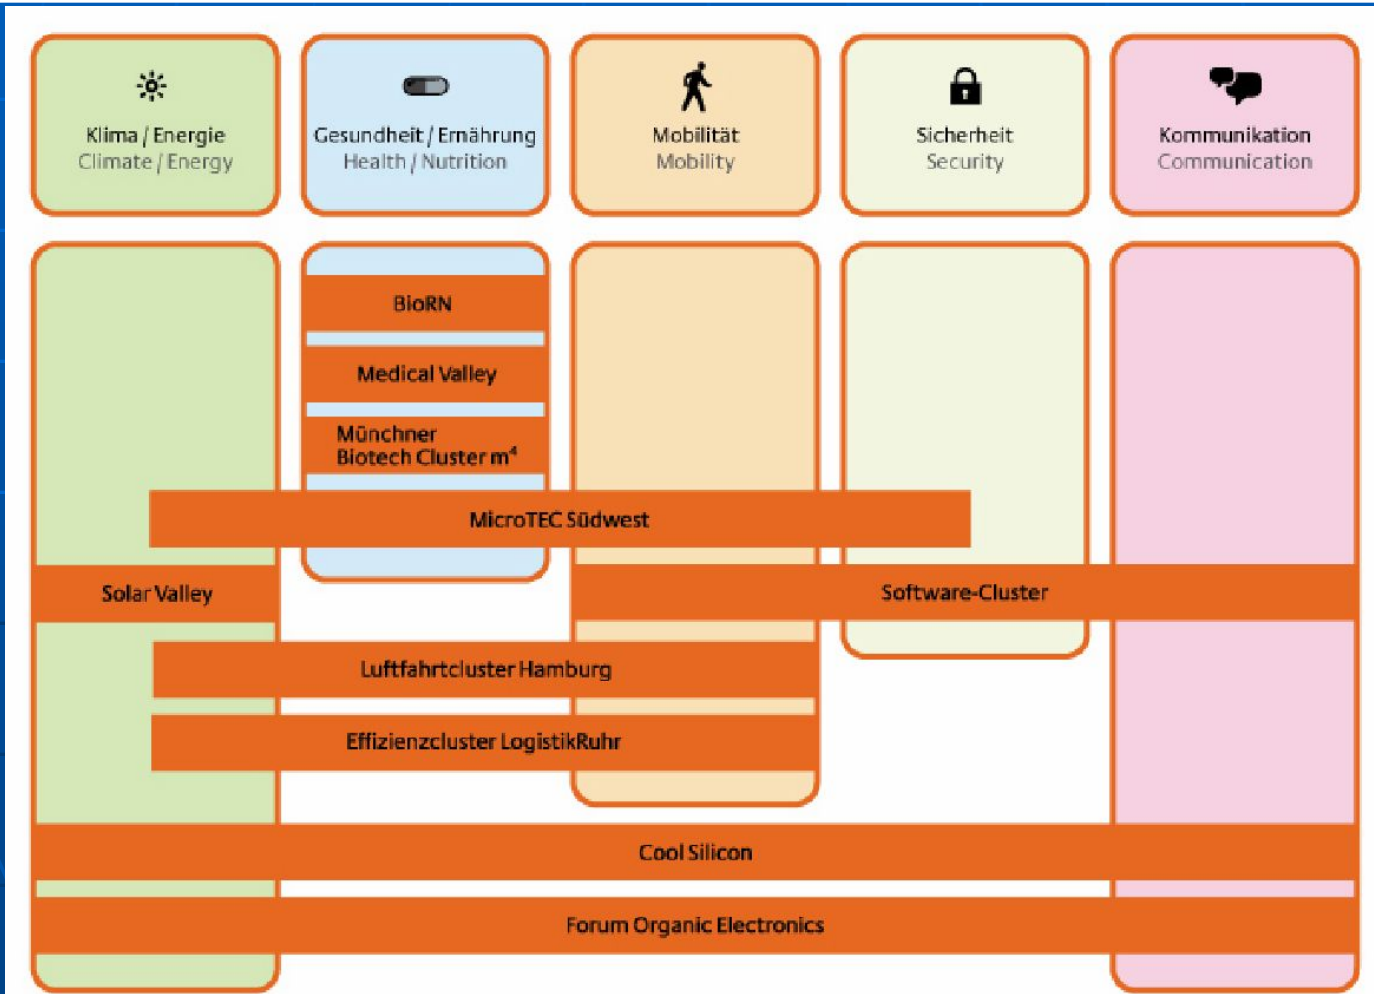 Klima / Energie
Climate / Energy
Gesundheit / Ernährung
Health / Nutrition
Mobilität
Mobility
Sicherheit
Security
Kommunikation
Communication
BioRN
Medical Valley
Münchner
Biotech Cluster m⁴
MicroTEC Südwest
Solar Valley
Software-Cluster
Luftfahrtcluster Hamburg
Effizienzcluster LogistikRuhr
Cool Silicon
Forum Organic Electronics